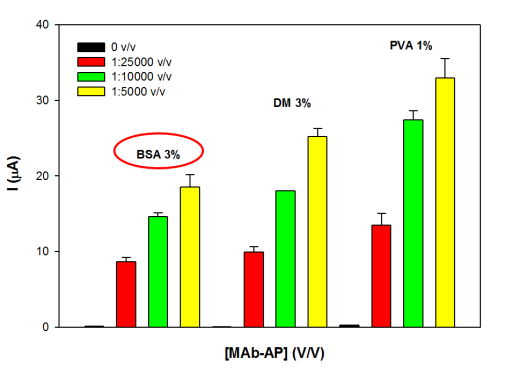 40
30
20
10
0
I (µA)
0 v/v
1:25000 v/v
1:10000 v/v
1:5000 v/v
BSA 3%
DM 3%
PVA 1%
[MAb-AP] (V/V)